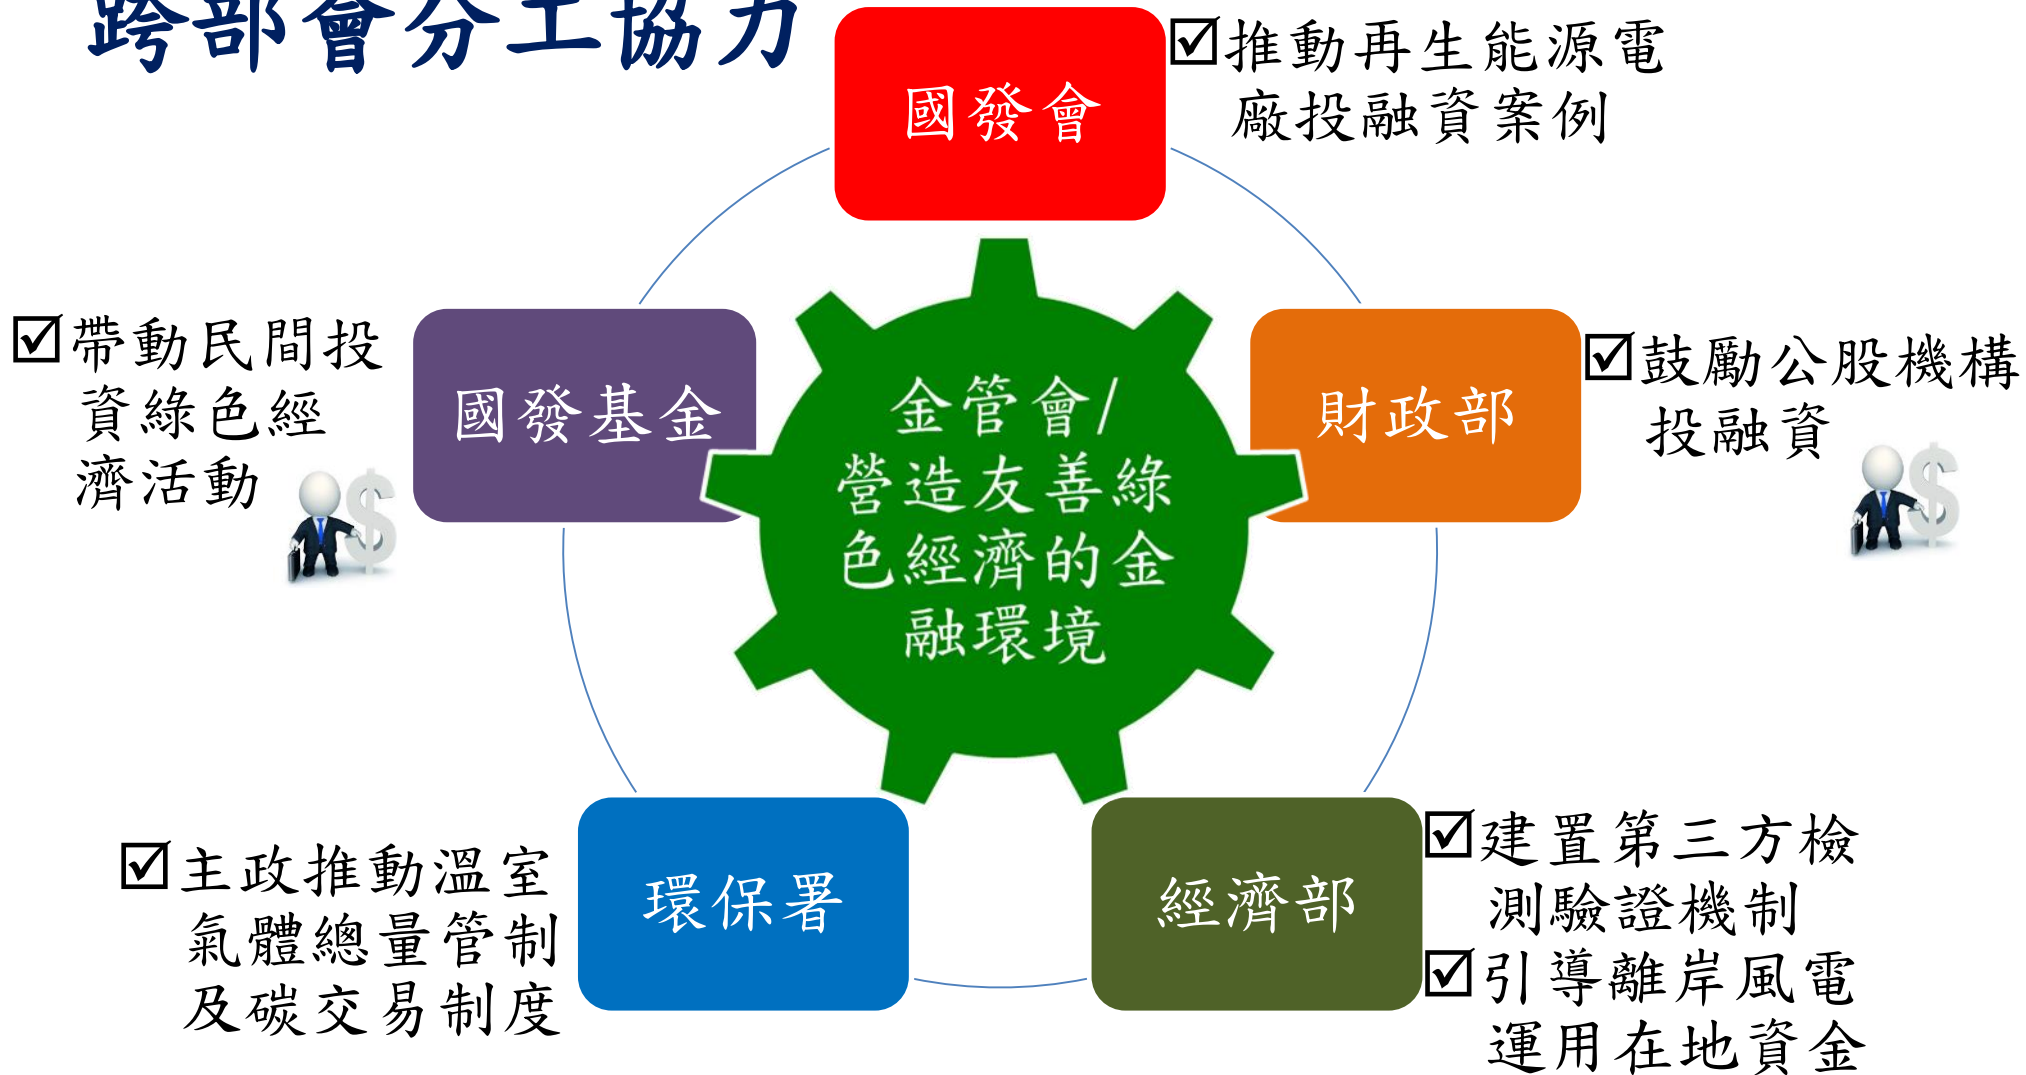 跨部會分工協力
國發會
☑推動再生能源電
廠投融資案例
☑帶動民間投
資綠色經
濟活動
國發基金
金管會/
營造友善綠
色經濟的金
融環境
財政部
☑鼓勵公股機構
投融資
☑主政推動溫室
氣體總量管制
及碳交易制度
環保署
經濟部
☑建置第三方檢
測驗證機制
☑引導離岸風電
運用在地資金